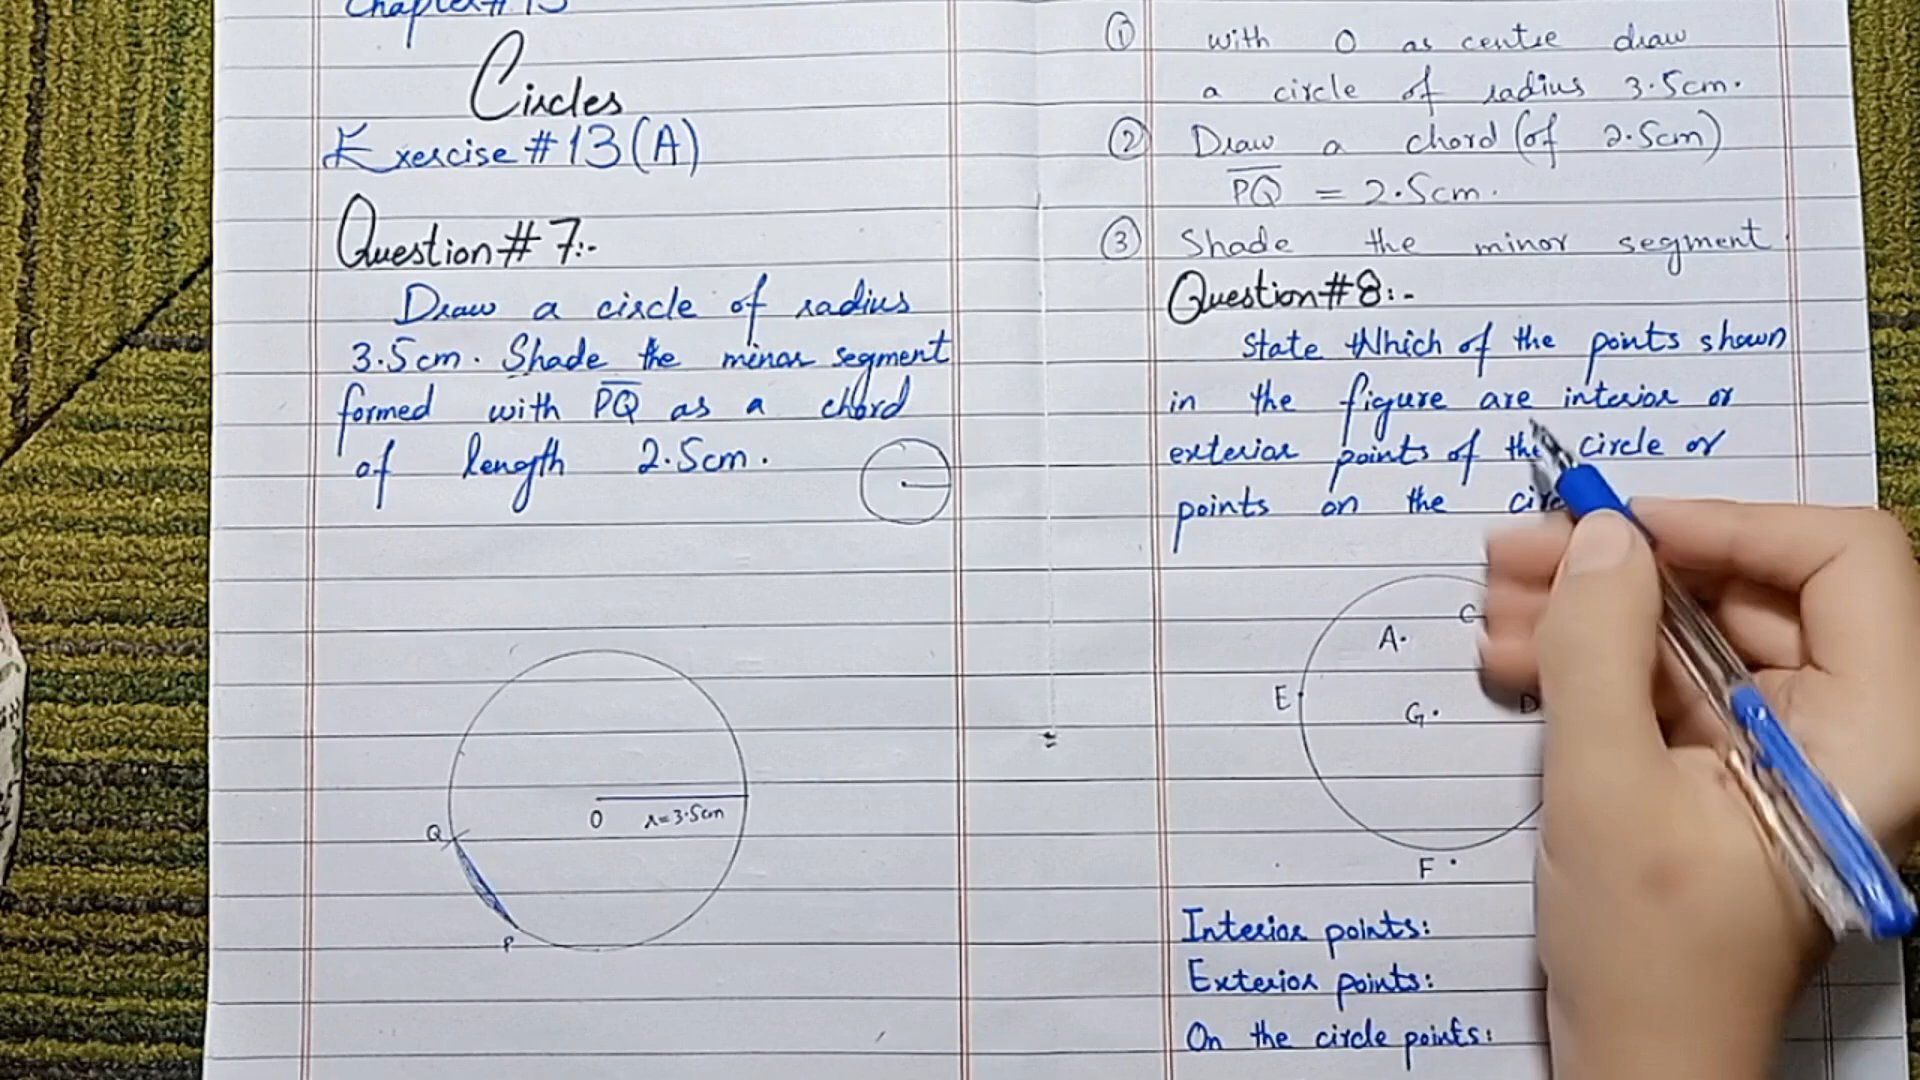 Chapter # 13
Circles
Exercise # 13(A)
Question # 7:-
Draw a circle of radius
3.5cm. Shade the minor segment
formed with PQ as a chord
of length 2.5cm.
O r=3.5cm
Q
P
① with O as centre draw
a circle of radius 3.5cm.
② Draw a chord (of 2.5cm)
PQ = 2.5cm.
③ Shade the minor segment.
Question # 8:-
State Which of the points shown
in the figure are interior or
exterior points of the circle or
points on the
C
A.
E
G.
D
F .
Interior points:
Exterior points:
On the circle points: